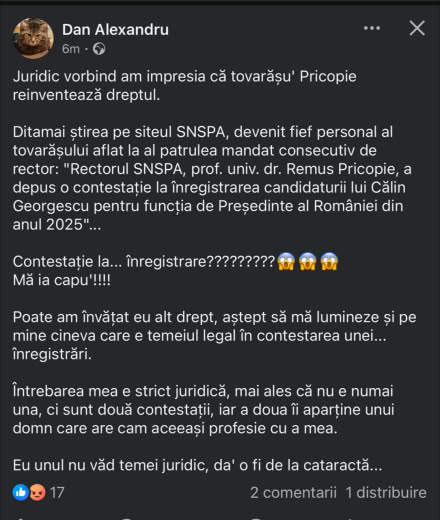 Dan Alexandru
6m ·
Juridic vorbind am impresia că tovarășu' Pricopie
reinventează dreptul.
Ditamai știrea pe siteul SNSPA, devenit fief personal al
tovarășului aflat la al patrulea mandat consecutiv de
rector: "Rectorul SNSPA, prof. univ. dr. Remus Pricopie, a
depus o contestație la înregistrarea candidaturii lui Călin
Georgescu pentru funcția de Președinte al României din
anul 2025"...
Contestație la... înregistrare?????????😱😱😱
Mă ia capu'!!!!
Poate am învățat eu alt drept, aștept să mă lumineze și pe
mine cineva care e temeiul legal în contestarea unei...
înregistrări.
Întrebarea mea e strict juridică, mai ales că nu e numai
una, ci sunt două contestații, iar a doua îi aparține unui
domn care are cam aceeași profesie cu a mea.
Eu unul nu văd temei juridic, da' o fi de la cataractă...
17
2 comentarii 1 distribuire